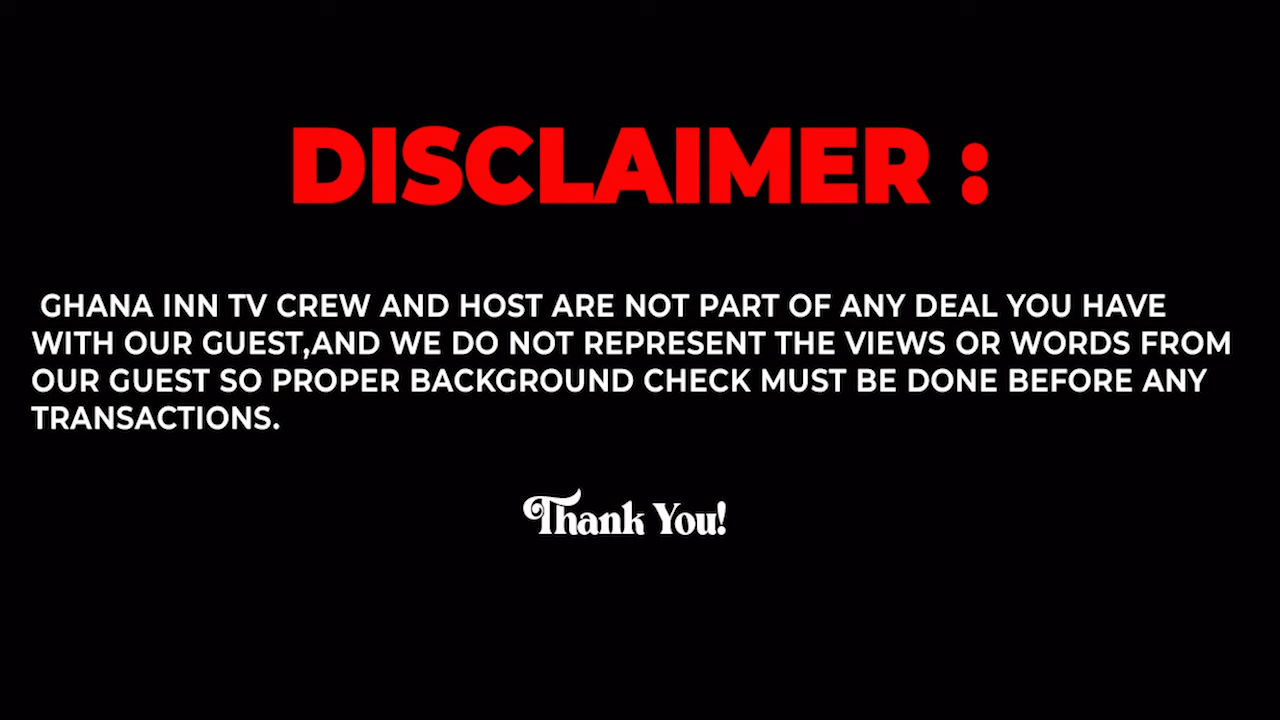 DISCLAIMER :
GHANA INN TV CREW AND HOST ARE NOT PART OF ANY DEAL YOU HAVE
WITH OUR GUEST,AND WE DO NOT REPRESENT THE VIEWS OR WORDS FROM
OUR GUEST SO PROPER BACKGROUND CHECK MUST BE DONE BEFORE ANY
TRANSACTIONS.
Thank You!